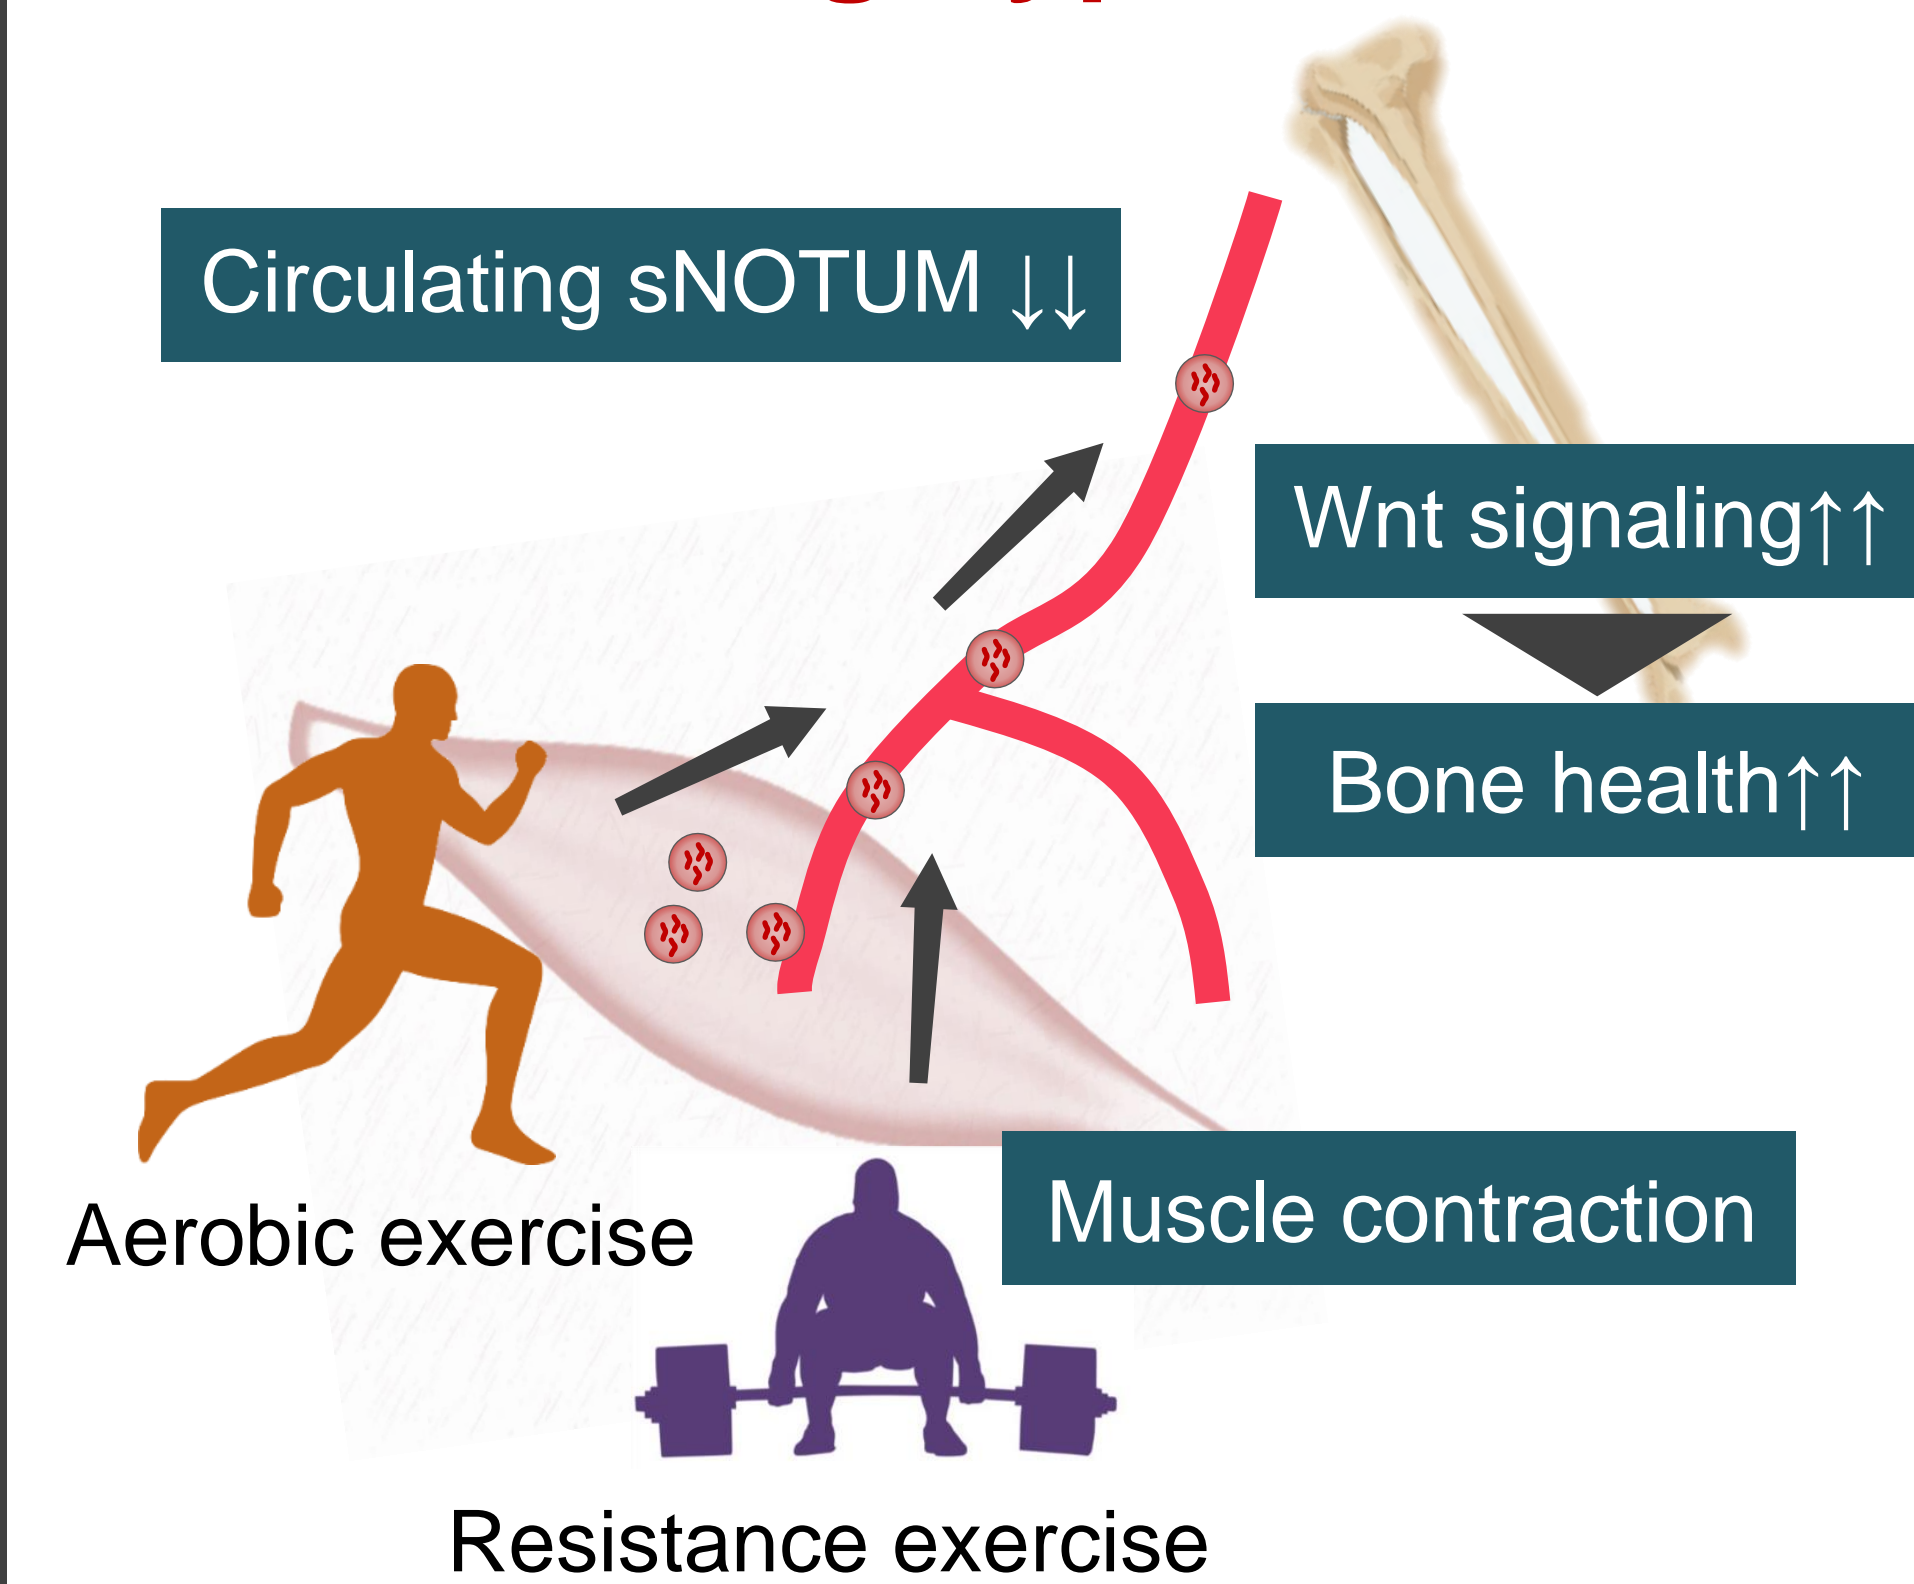 Circulating sNOTUM ↓↓
Wnt signaling↑↑
Bone health↑↑
Muscle contraction
Aerobic exercise
Resistance exercise